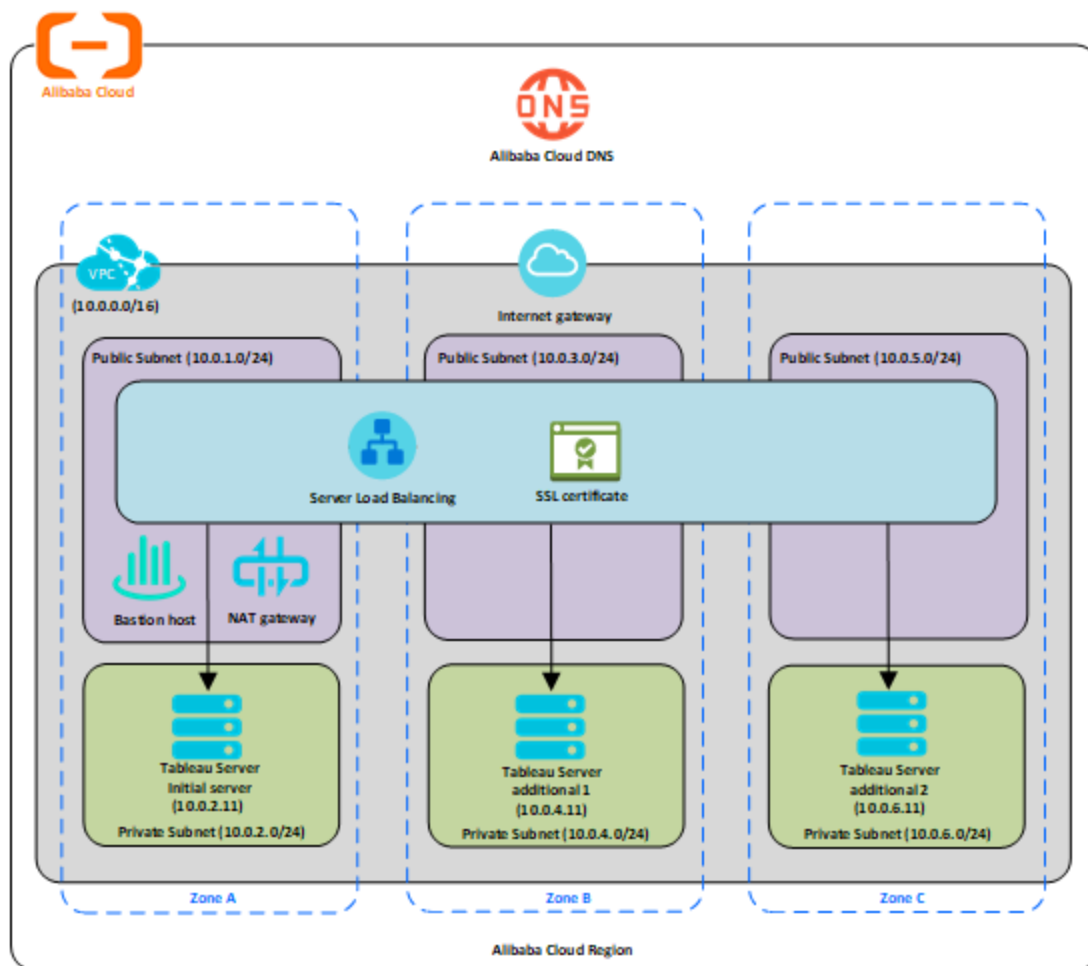 Alibaba Cloud
DNS
Alibaba Cloud DNS
VPC
(10.0.0.0/16)
Internet gateway
Public Subnet (10.0.1.0/24)
Public Subnet (10.0.3.0/24)
Public Subnet (10.0.5.0/24)
Server Load Balancing
SSL certificate
Bastion host
NAT gateway
Tableau Server
Initial server
(10.0.2.11)
Private Subnet (10.0.2.0/24)
Tableau Server
additional 1
(10.0.4.11)
Private Subnet (10.0.4.0/24)
Tableau Server
additional 2
(10.0.6.11)
Private Subnet (10.0.6.0/24)
Zone A
Zone B
Zone C
Alibaba Cloud Region